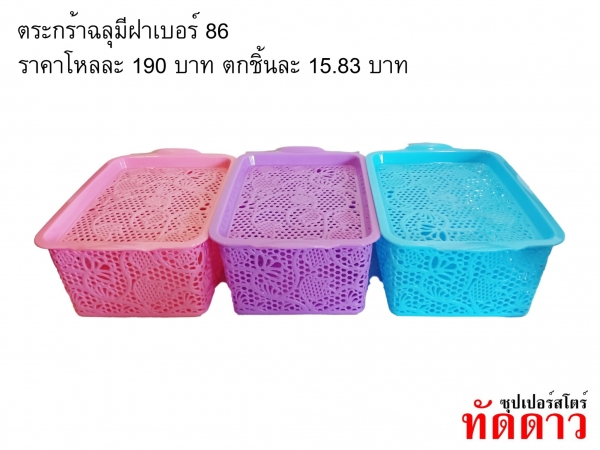 ตระกร้าฉลุมีฝาเบอร์ 86
ราคาโหลละ 190 บาท ตกชิ้นละ 15.83 บาท
ซุปเปอร์สโตร์
ทัดดาว